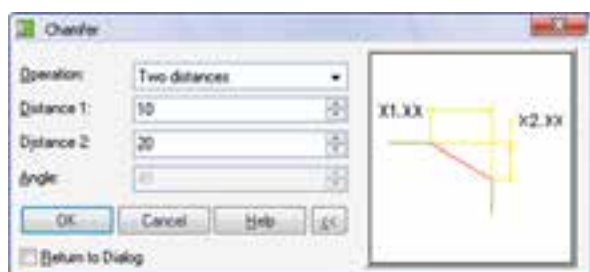 Chamfer
Operation: Two distances
Distance 1: 10
Distance 2: 20
Angle:
OK Cancel Help <<
Return to Dialog
X1.XX
X2.XX